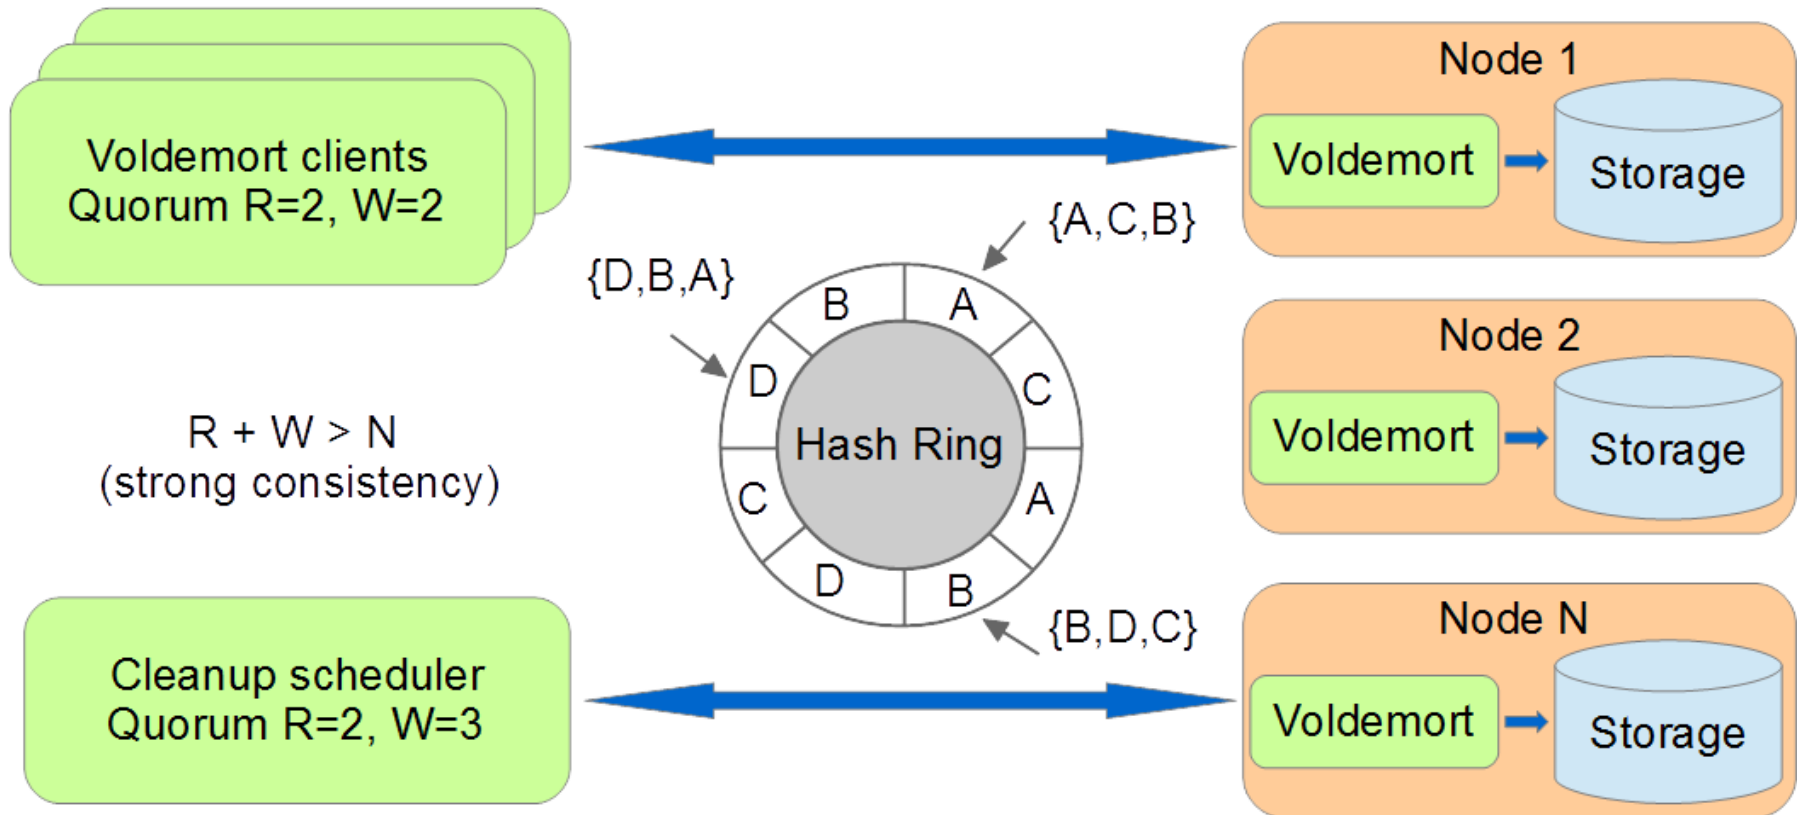 Voldemort clients
Quorum R=2, W=2
Node 1
Voldemort
Storage
{A,C,B}
{D,B,A}
B
A
D
C
Hash Ring
C
A
D
B
{B,D,C}
R + W > N
(strong consistency)
Node 2
Voldemort
Storage
Cleanup scheduler
Quorum R=2, W=3
Node N
Voldemort
Storage